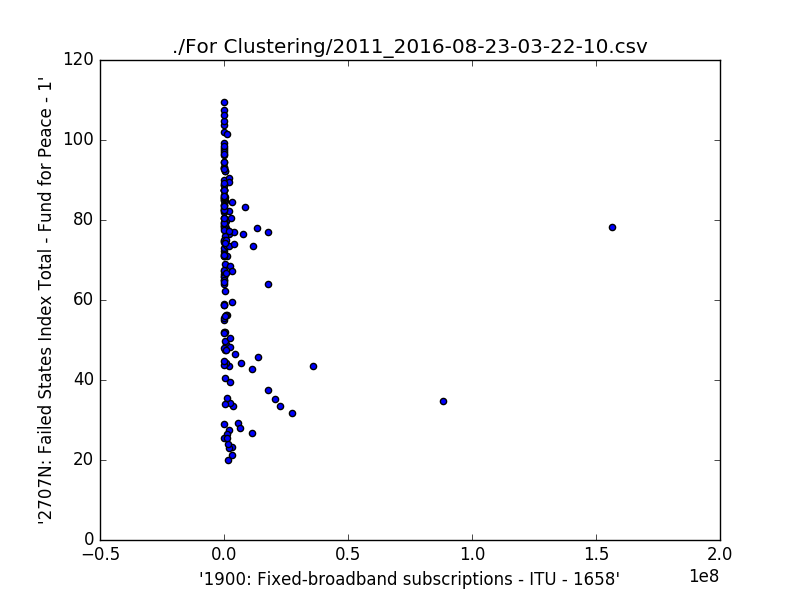 ./For Clustering/2011_2016-08-23-03-22-10.csv
120
100
80
60
40
20
0
'2707N: Failed States Index Total - Fund for Peace - 1'
−0.5 0.0 0.5 1.0 1.5 2.0
1e8
'1900: Fixed-broadband subscriptions - ITU - 1658'